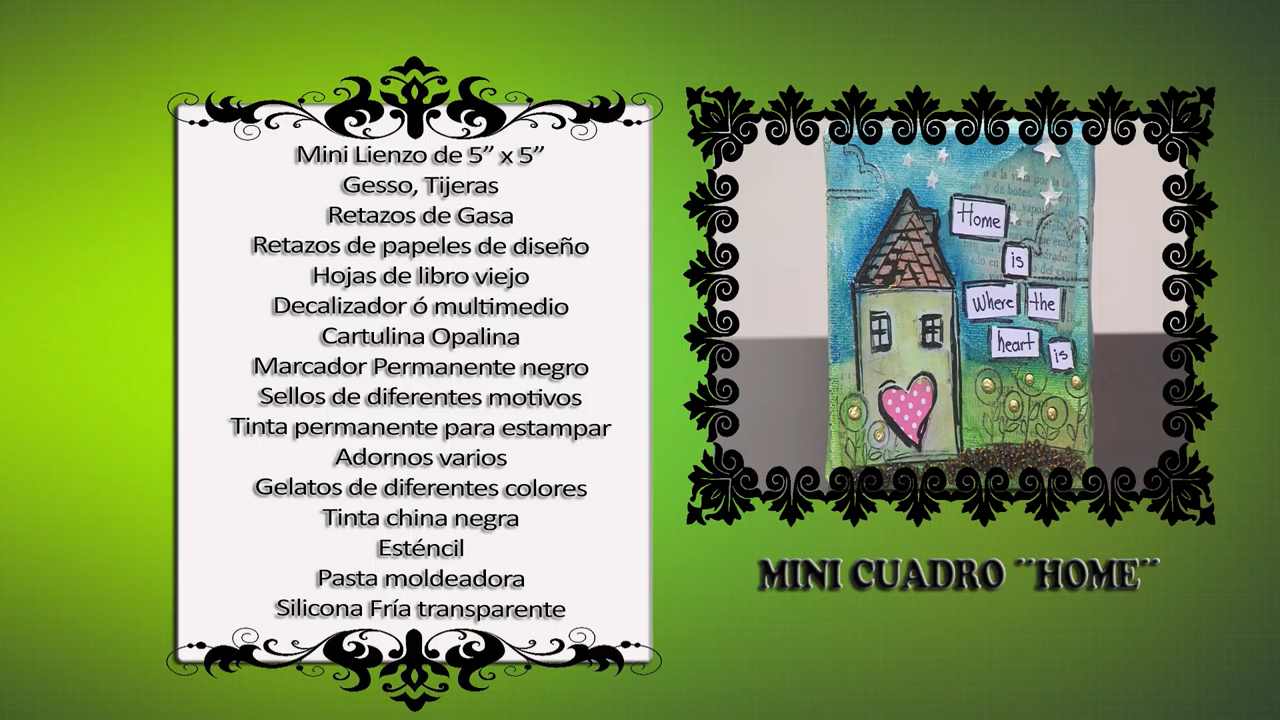 Mini Lienzo de 5” x 5”
Gesso, Tijeras
Retazos de Gasa
Retazos de papeles de diseño
Hojas de libro viejo
Decalizador ó multimedio
Cartulina Opalina
Marcador Permanente negro
Sellos de diferentes motivos
Tinta permanente para estampar
Adornos varios
Gelatos de diferentes colores
Tinta china negra
Esténcil
Pasta moldeadora
Silicona Fría transparente
Home
is
Where the
heart is
MINI CUADRO ¨HOME¨